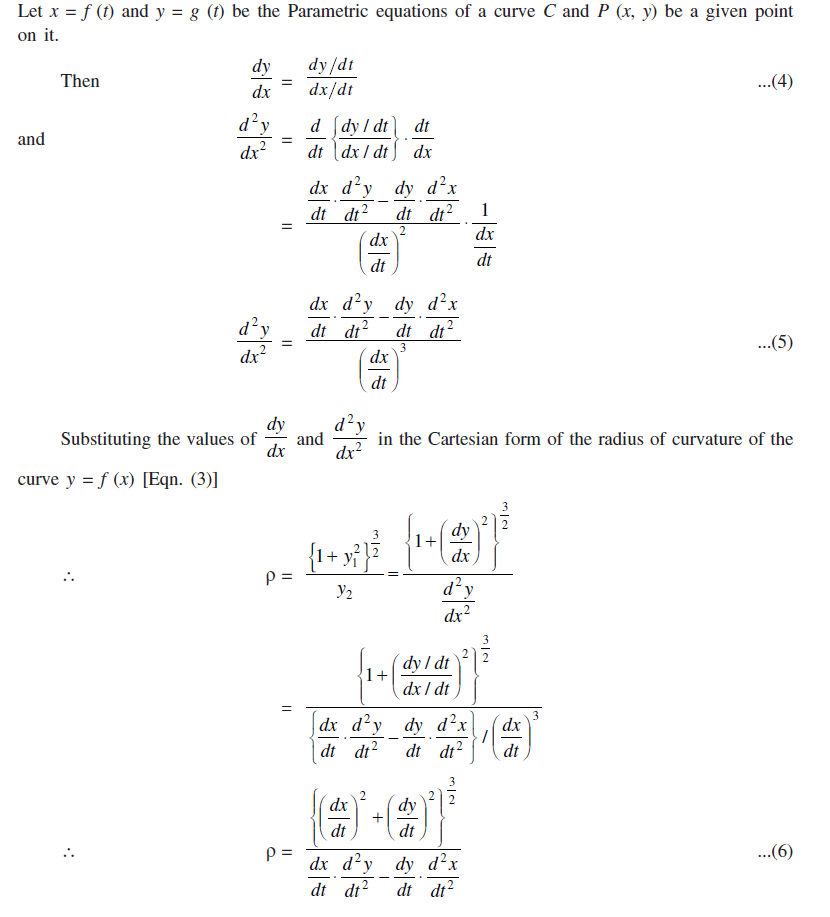 Let x = f (t) and y = g (t) be the Parametric equations of a curve C and P (x, y) be a given point
on it.
Then $\frac{dy}{dx} = \frac{dy/dt}{dx/dt}$ ...(4)
and $\frac{d^2y}{dx^2} = \frac{d}{dt}\left\{\frac{dy/dt}{dx/dt}\right\} \cdot \frac{dt}{dx}$
$= \frac{\frac{dx}{dt} \cdot \frac{d^2y}{dt^2} - \frac{dy}{dt} \cdot \frac{d^2x}{dt^2}}{\left(\frac{dx}{dt}\right)^2} \cdot \frac{1}{\frac{dx}{dt}}$
$\frac{d^2y}{dx^2} = \frac{\frac{dx}{dt} \cdot \frac{d^2y}{dt^2} - \frac{dy}{dt} \cdot \frac{d^2x}{dt^2}}{\left(\frac{dx}{dt}\right)^3}$ ...(5)
Substituting the values of $\frac{dy}{dx}$ and $\frac{d^2y}{dx^2}$ in the Cartesian form of the radius of curvature of the
curve y = f (x) [Eqn. (3)]
∴ $\rho = \frac{\left\{1 + y_1^2\right\}^{\frac{3}{2}}}{y_2} = \frac{\left\{1 + \left(\frac{dy}{dx}\right)^2\right\}^{\frac{3}{2}}}{\frac{d^2y}{dx^2}}$
$= \frac{\left\{1 + \left(\frac{dy/dt}{dx/dt}\right)^2\right\}^{\frac{3}{2}}}{\left\{\frac{dx}{dt} \cdot \frac{d^2y}{dt^2} - \frac{dy}{dt} \cdot \frac{d^2x}{dt^2}\right\} / \left(\frac{dx}{dt}\right)^3}$
∴ $\rho = \frac{\left\{\left(\frac{dx}{dt}\right)^2 + \left(\frac{dy}{dt}\right)^2\right\}^{\frac{3}{2}}}{\frac{dx}{dt} \cdot \frac{d^2y}{dt^2} - \frac{dy}{dt} \cdot \frac{d^2x}{dt^2}}$ ...(6)